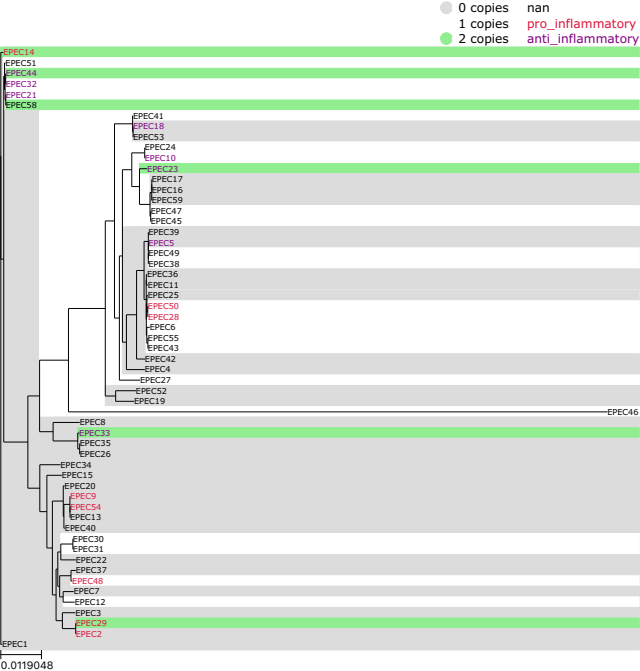 0 copies nan
1 copies pro_inflammatory
2 copies anti_inflammatory
EPEC14
EPEC51
EPEC44
EPEC32
EPEC21
EPEC58
EPEC41
EPEC18
EPEC53
EPEC24
EPEC10
EPEC23
EPEC17
EPEC16
EPEC59
EPEC47
EPEC45
EPEC39
EPEC5
EPEC49
EPEC38
EPEC36
EPEC11
EPEC25
EPEC50
EPEC28
EPEC6
EPEC55
EPEC43
EPEC42
EPEC4
EPEC27
EPEC52
EPEC19
EPEC46
EPEC8
EPEC33
EPEC35
EPEC26
EPEC34
EPEC15
EPEC20
EPEC9
EPEC54
EPEC13
EPEC40
EPEC30
EPEC31
EPEC22
EPEC37
EPEC48
EPEC7
EPEC12
EPEC3
EPEC29
EPEC2
EPEC1
0.0119048